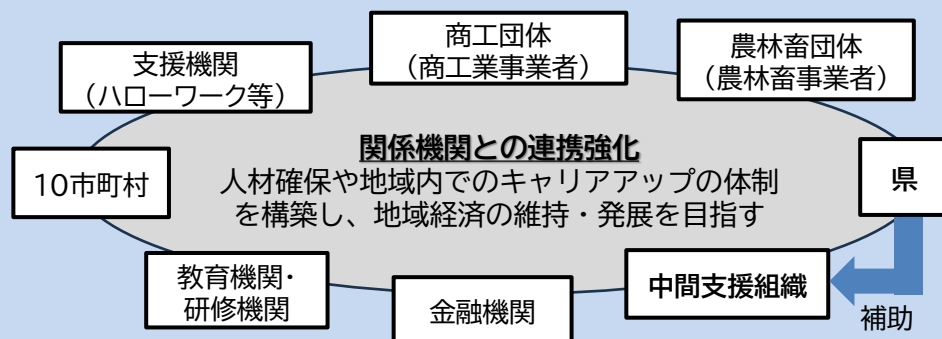 商工団体
（商工業事業者）
農林畜団体
（農林畜事業者）
支援機関
（ハローワーク等）
関係機関との連携強化
人材確保や地域内でのキャリアアップの体制
を構築し、地域経済の維持・発展を目指す
10市町村
県
教育機関・
研修機関
金融機関
中間支援組織
補助